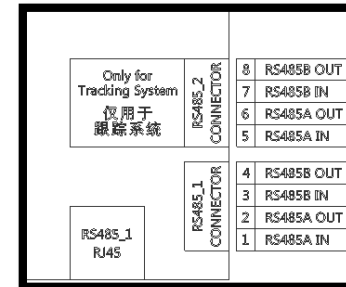 Only for
Tracking System
仅用于
跟踪系统
RS485_2
CONNECTOR
8 RS485B OUT
7 RS485B IN
6 RS485A OUT
5 RS485A IN
RS485_1
CONNECTOR
4 RS485B OUT
3 RS485B IN
2 RS485A OUT
1 RS485A IN
RS485_1
RJ45